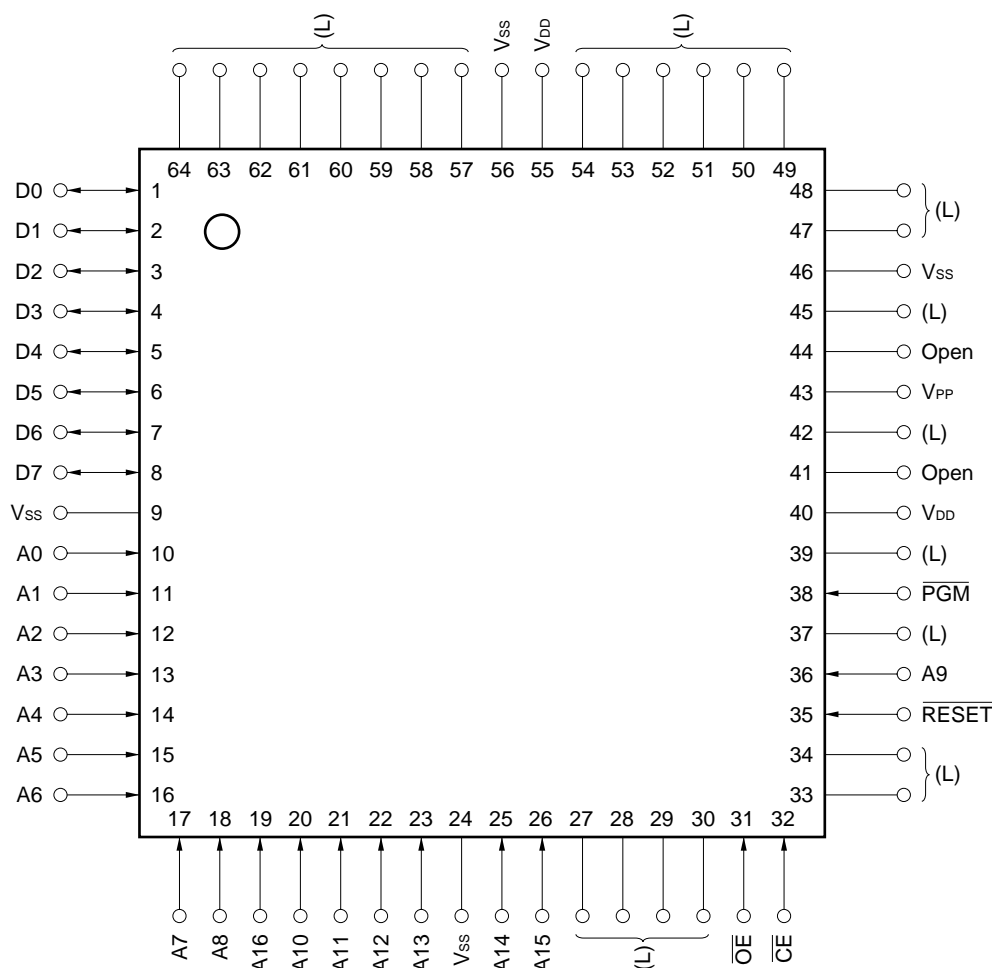 (L) VSS VDD (L)
64 63 62 61 60 59 58 57 56 55 54 53 52 51 50 49
D0 1 48 (L)
D1 2 47
D2 3 46 VSS
D3 4 45 (L)
D4 5 44 Open
D5 6 43 VPP
D6 7 42 (L)
D7 8 41 Open
VSS 9 40 VDD
A0 10 39 (L)
A1 11 38 PGM
A2 12 37 (L)
A3 13 36 A9
A4 14 35 RESET
A5 15 34 (L)
A6 16 33
17 18 19 20 21 22 23 24 25 26 27 28 29 30 31 32
A7 A8 A16 A10 A11 A12 A13 VSS A14 A15 (L) OE CE